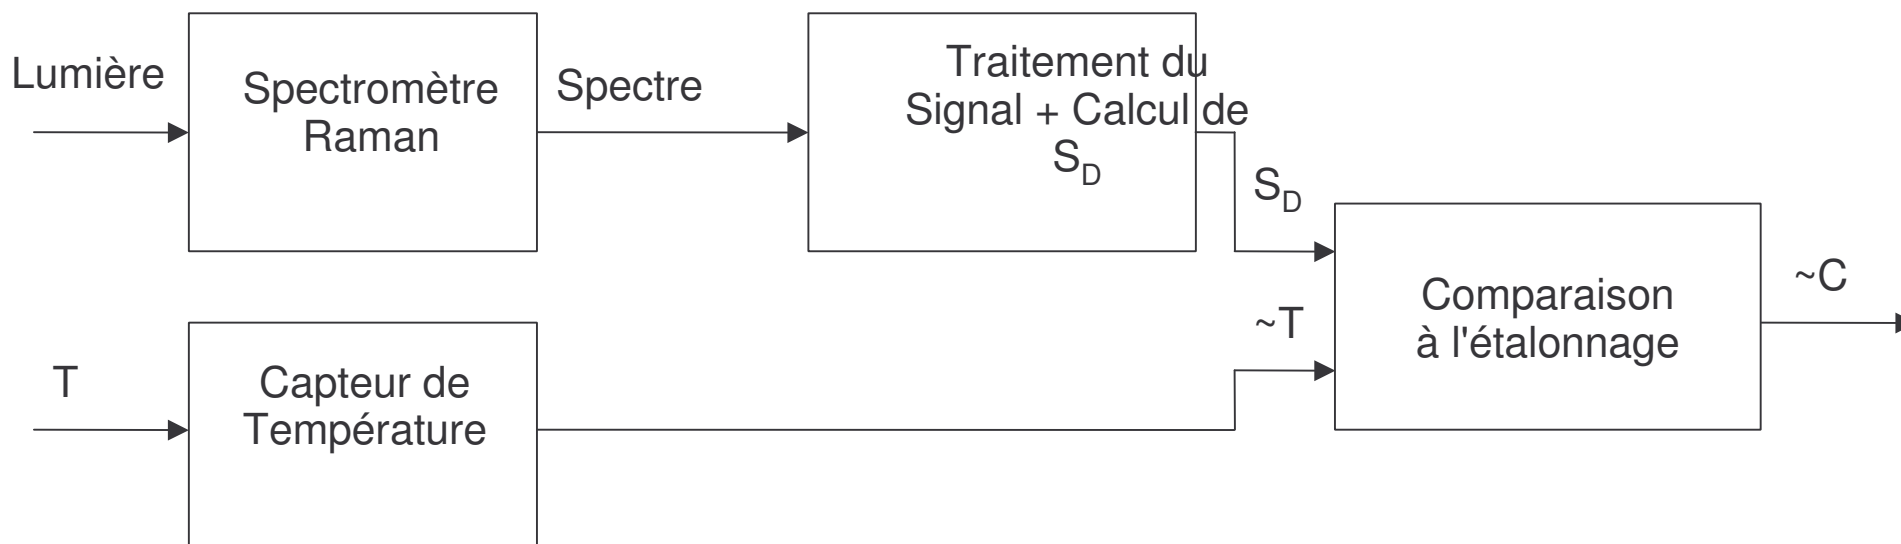 Lumière
Spectromètre
Raman
Spectre
Traitement du
Signal + Calcul de
S_D
S_D
T
Capteur de
Température
~T
Comparaison
à l'étalonnage
~C